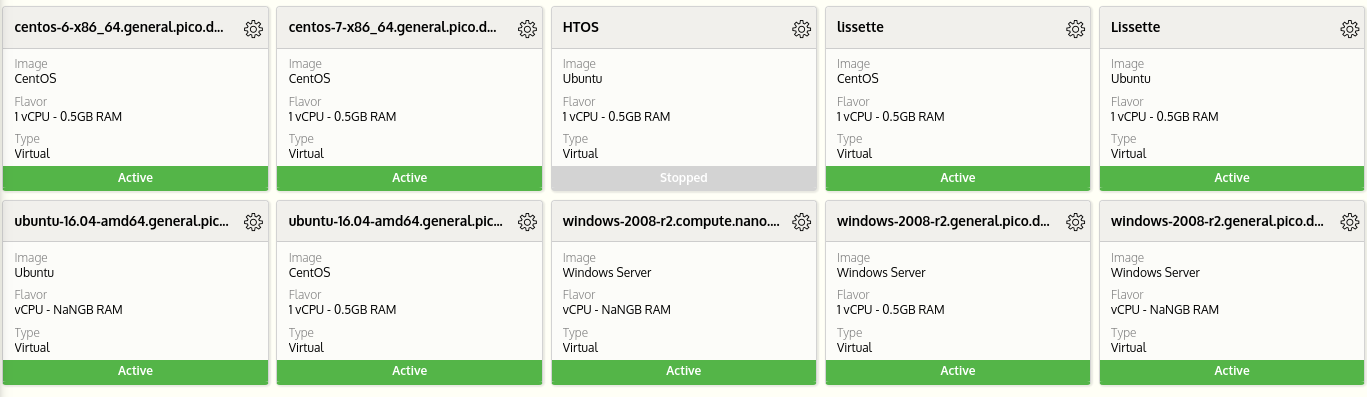 centos-6-x86_64.general.pico.d...
Image
CentOS
Flavor
1 vCPU - 0.5GB RAM
Type
Virtual
Active
centos-7-x86_64.general.pico.d...
Image
CentOS
Flavor
1 vCPU - 0.5GB RAM
Type
Virtual
Active
HTOS
Image
Ubuntu
Flavor
1 vCPU - 0.5GB RAM
Type
Virtual
Stopped
lissette
Image
CentOS
Flavor
1 vCPU - 0.5GB RAM
Type
Virtual
Active
Lissette
Image
Ubuntu
Flavor
1 vCPU - 0.5GB RAM
Type
Virtual
Active
ubuntu-16.04-amd64.general.pic...
Image
Ubuntu
Flavor
vCPU - NaNGB RAM
Type
Virtual
Active
ubuntu-16.04-amd64.general.pic...
Image
CentOS
Flavor
1 vCPU - 0.5GB RAM
Type
Virtual
Active
windows-2008-r2.compute.nano....
Image
Windows Server
Flavor
vCPU - NaNGB RAM
Type
Virtual
Active
windows-2008-r2.general.pico.d...
Image
Windows Server
Flavor
1 vCPU - 0.5GB RAM
Type
Virtual
Active
windows-2008-r2.general.pico.d...
Image
Windows Server
Flavor
vCPU - NaNGB RAM
Type
Virtual
Active